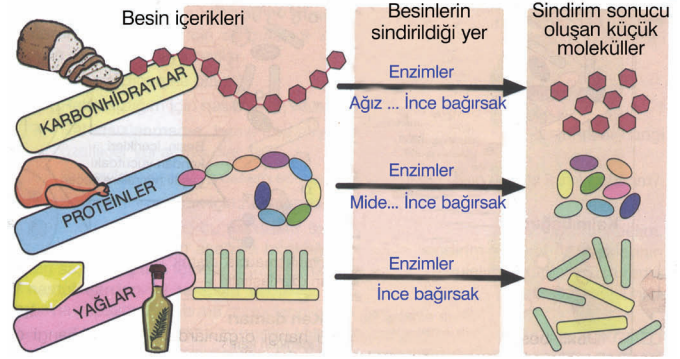 Besin içerikleri
Besinlerin
sindirildiği yer
Sindirim sonucu
oluşan küçük
moleküller
KARBONHİDRATLAR
Enzimler
Ağız ... İnce bağırsak
PROTEİNLER
Enzimler
Mide... İnce bağırsak
YAĞLAR
Enzimler
İnce bağırsak